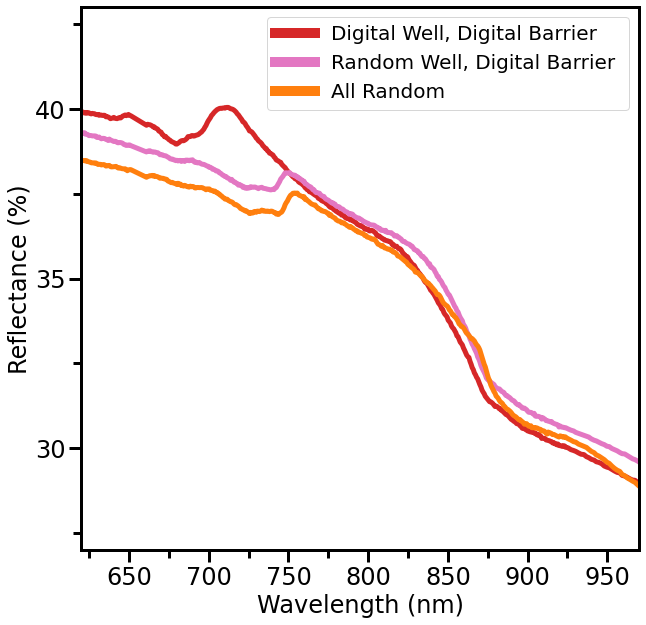 Digital Well, Digital Barrier
Random Well, Digital Barrier
All Random
40
35
30
Reflectance (%)
650 700 750 800 850 900 950
Wavelength (nm)